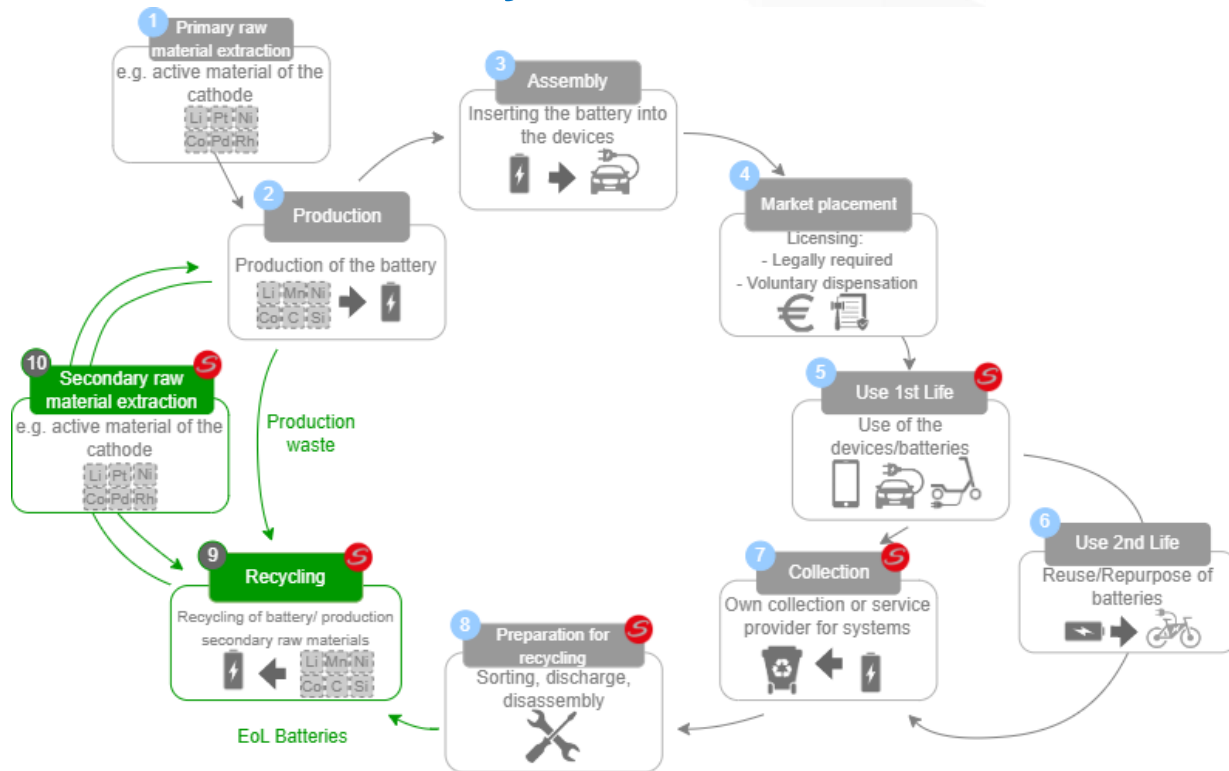 1
Primary raw
material extraction
e.g. active material of the
cathode
Li Pt Ni
Co Pd Rh
2
Production
Production of the battery
Li Mn Ni
Co C Si
3
Assembly
Inserting the battery into
the devices
4
Market placement
Licensing:
- Legally required
- Voluntary dispensation
€
5
Use 1st Life
S
Use of the
devices/batteries
6
Use 2nd Life
Reuse/Repurpose of
batteries
7
Collection
S
Own collection or service
provider for systems
8
Preparation for
recycling
S
Sorting, discharge,
disassembly
EoL Batteries
9
Recycling
S
Recycling of battery/ production
secondary raw materials
Li Mn Ni
Co C Si
Production
waste
10
Secondary raw
material extraction
S
e.g. active material of the
cathode
Li Pt Ni
Co Pd Rh